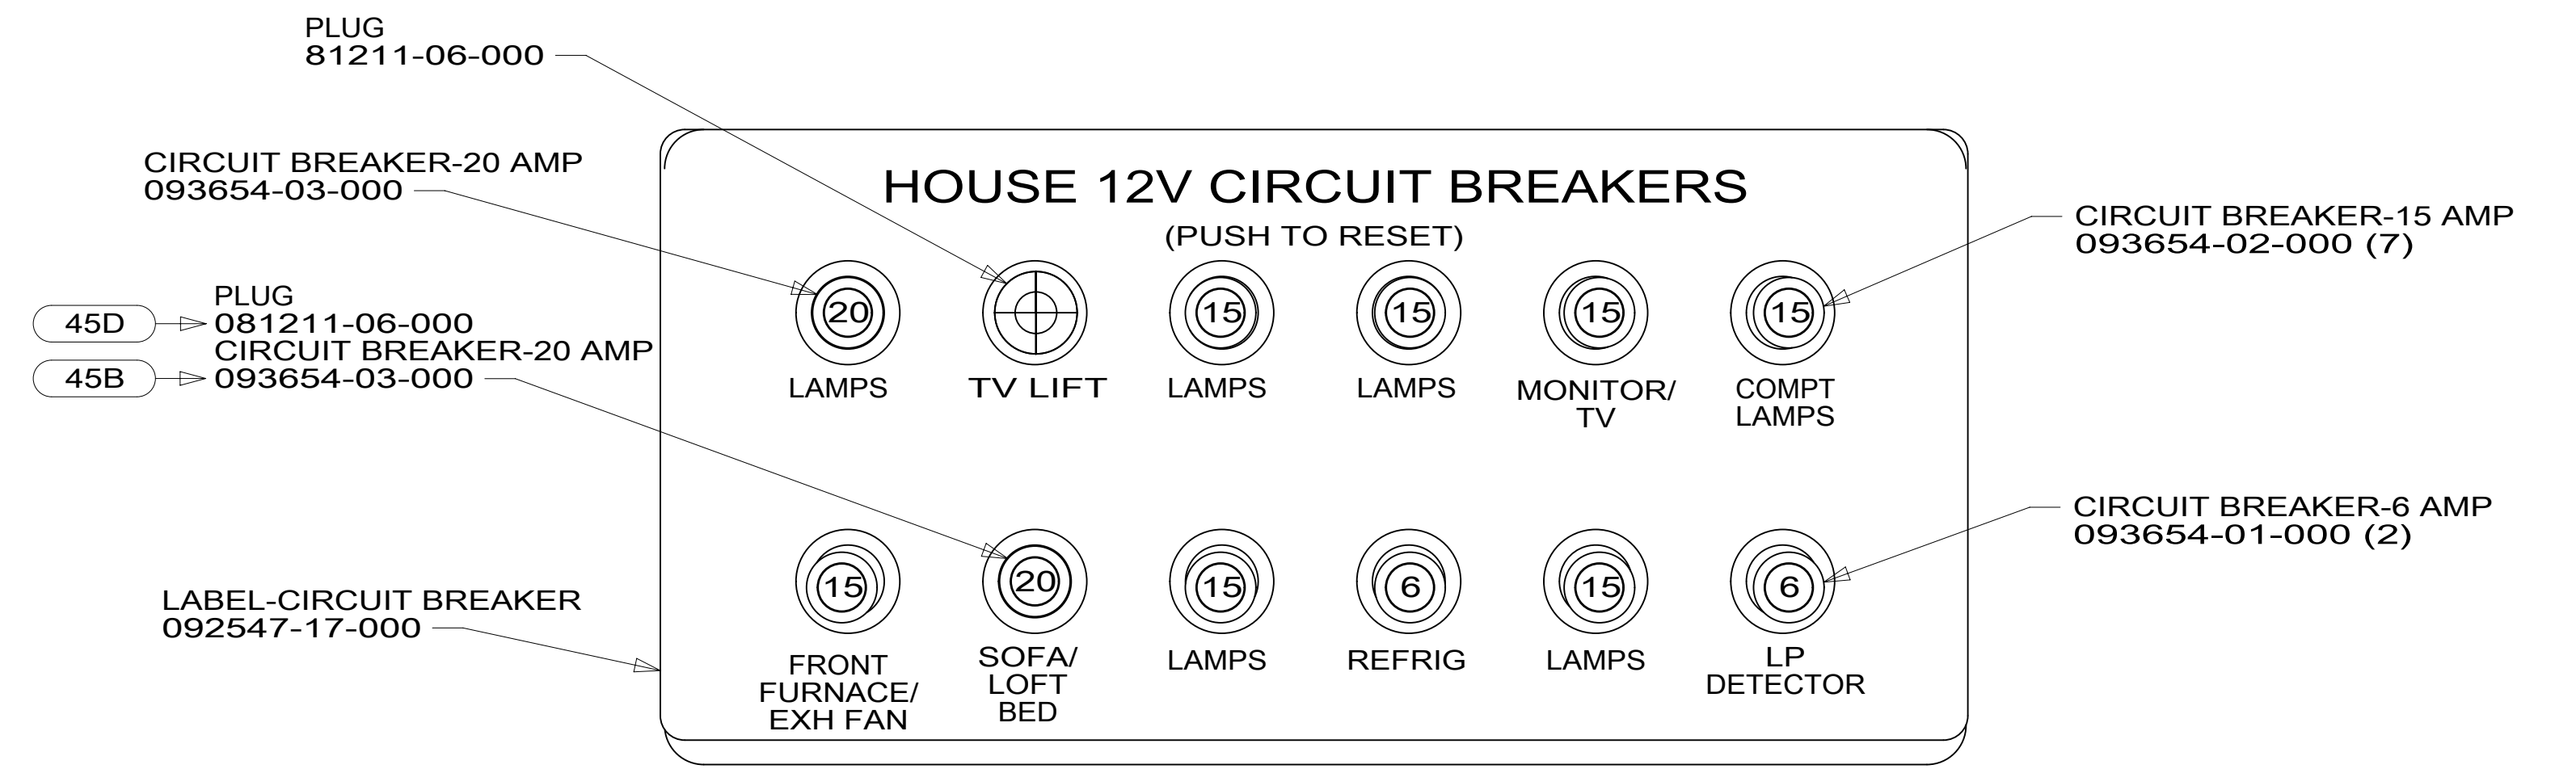 PLUG
81211-06-000
CIRCUIT BREAKER-20 AMP
093654-03-000
45D
PLUG
081211-06-000
45B
CIRCUIT BREAKER-20 AMP
093654-03-000
LABEL-CIRCUIT BREAKER
092547-17-000
HOUSE 12V CIRCUIT BREAKERS
(PUSH TO RESET)
20
15
15
15
15
LAMPS
TV LIFT
LAMPS
LAMPS
MONITOR/
TV
COMPT
LAMPS
15
20
15
6
15
6
FRONT
FURNACE/
EXH FAN
SOFA/
LOFT
BED
LAMPS
REFRIG
LAMPS
LP
DETECTOR
CIRCUIT BREAKER-15 AMP
093654-02-000 (7)
CIRCUIT BREAKER-6 AMP
093654-01-000 (2)